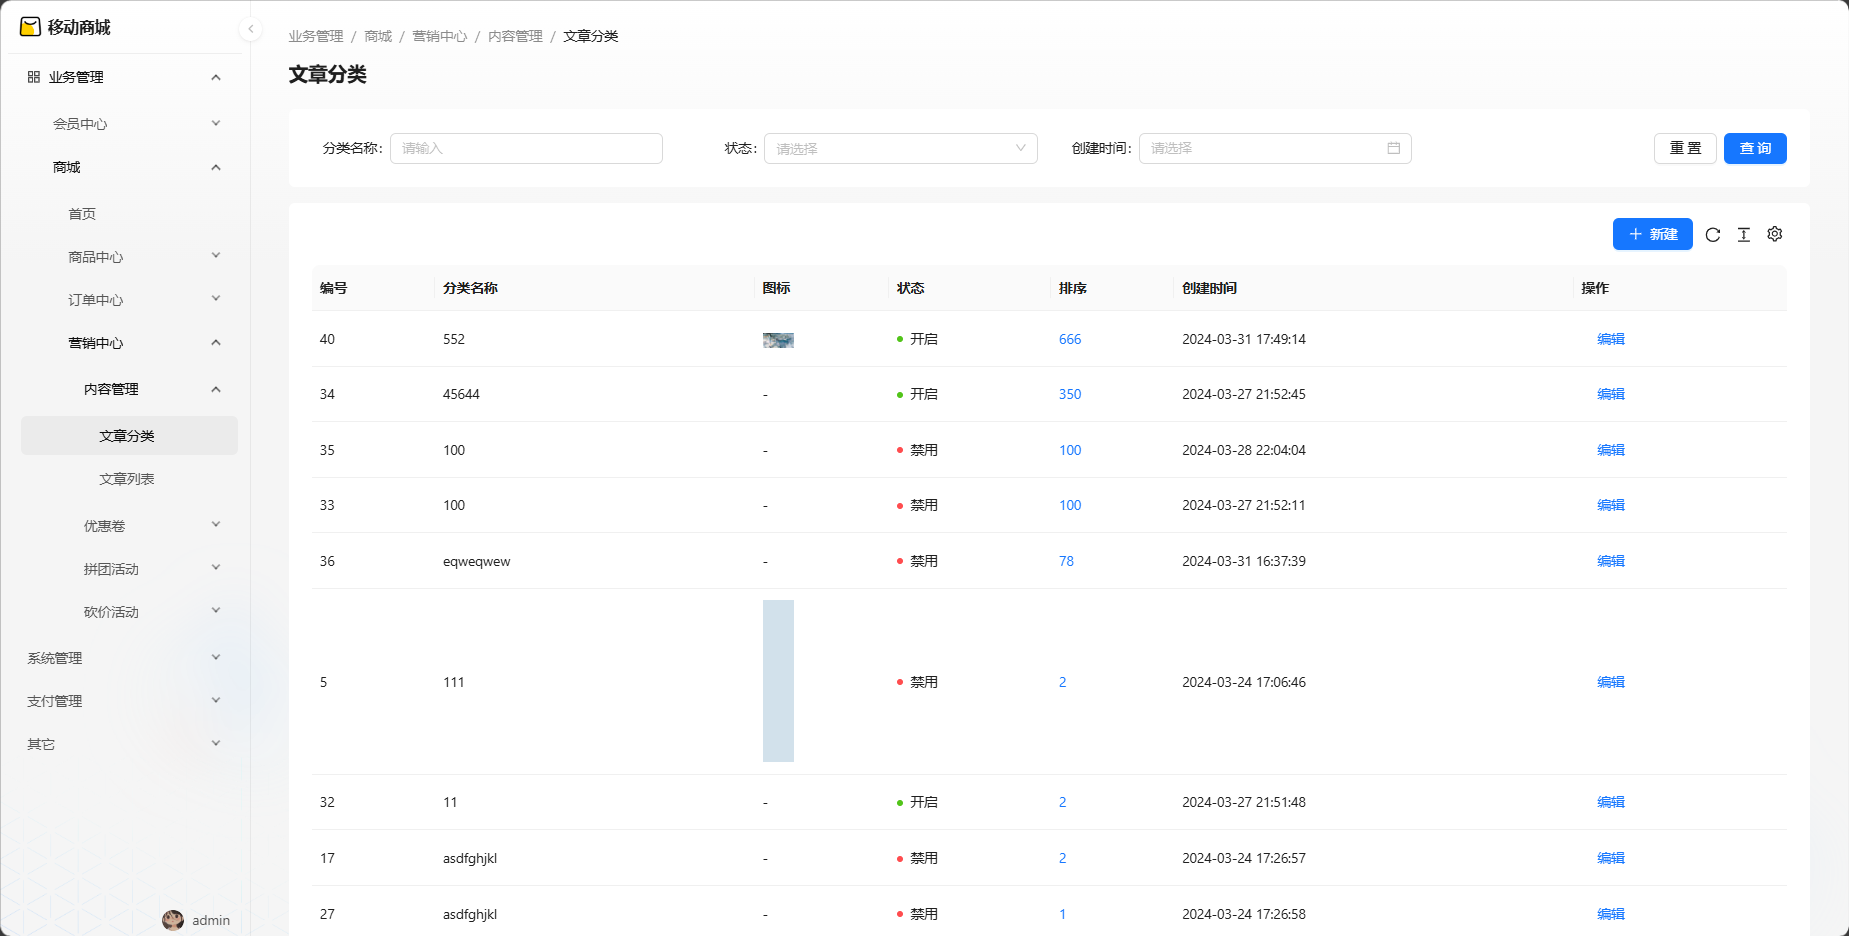 移动商城
业务管理
会员中心
商城
首页
商品中心
订单中心
营销中心
内容管理
文章分类
文章列表
优惠卷
拼团活动
砍价活动
系统管理
支付管理
其它
admin
业务管理 / 商城 / 营销中心 / 内容管理 / 文章分类
文章分类
分类名称: 请输入 状态: 请选择 创建时间: 请选择 重 置 查 询
新建
编号 分类名称 图标 状态 排序 创建时间 操作
40 552 开启 666 2024-03-31 17:49:14 编辑
34 45644 - 开启 350 2024-03-27 21:52:45 编辑
35 100 - 禁用 100 2024-03-28 22:04:04 编辑
33 100 - 禁用 100 2024-03-27 21:52:11 编辑
36 eqweqwew - 禁用 78 2024-03-31 16:37:39 编辑
5 111 禁用 2 2024-03-24 17:06:46 编辑
32 11 - 开启 2 2024-03-27 21:51:48 编辑
17 asdfghjkl - 禁用 2 2024-03-24 17:26:57 编辑
27 asdfghjkl - 禁用 1 2024-03-24 17:26:58 编辑